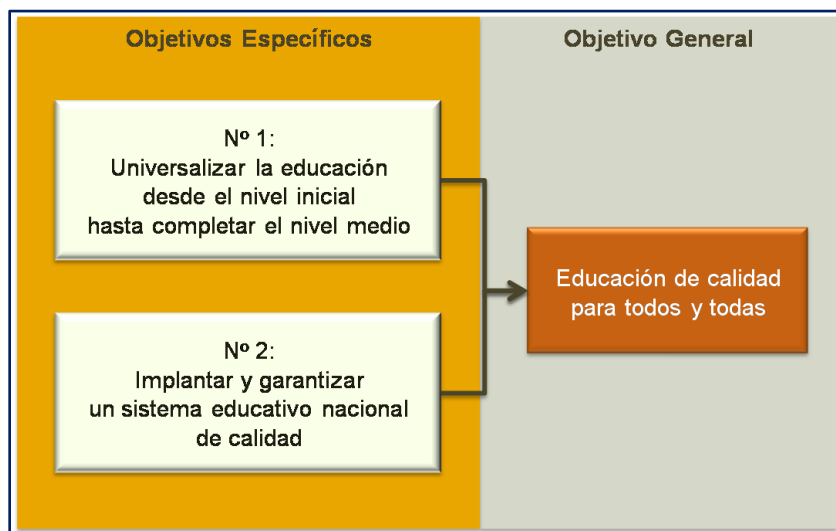 Objetivos Específicos
Objetivo General
Nº 1:
Universalizar la educación
desde el nivel inicial
hasta completar el nivel medio
Educación de calidad
para todos y todas
Nº 2:
Implantar y garantizar
un sistema educativo nacional
de calidad